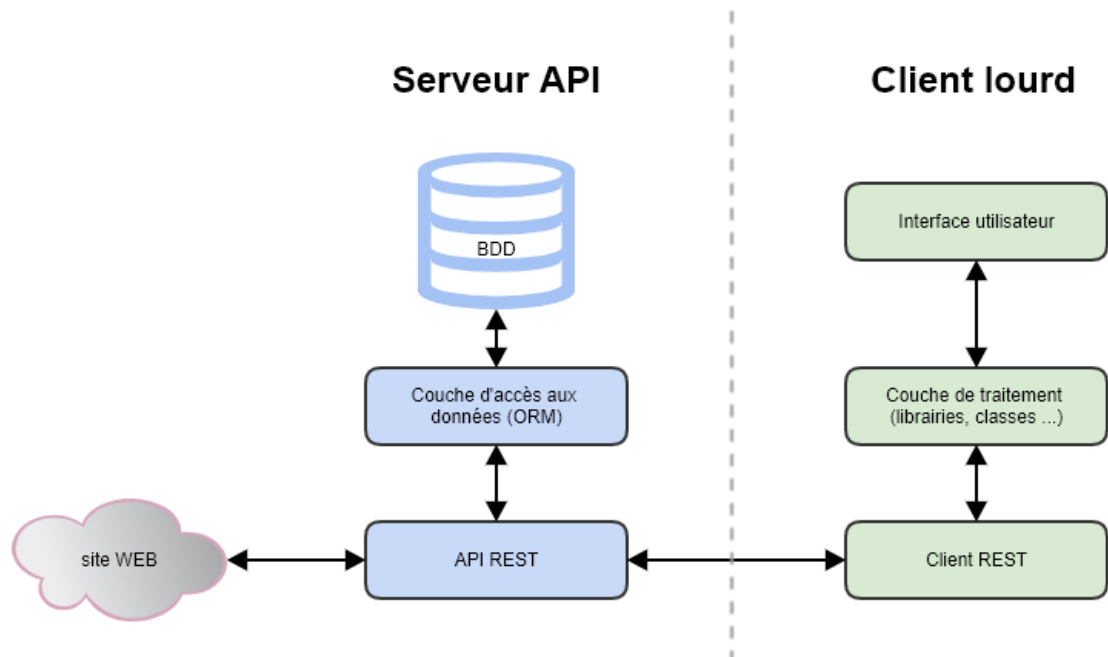 Serveur API
Client lourd
BDD
Interface utilisateur
Couche d'accès aux
données (ORM)
Couche de traitement
(librairies, classes ...)
site WEB
API REST
Client REST